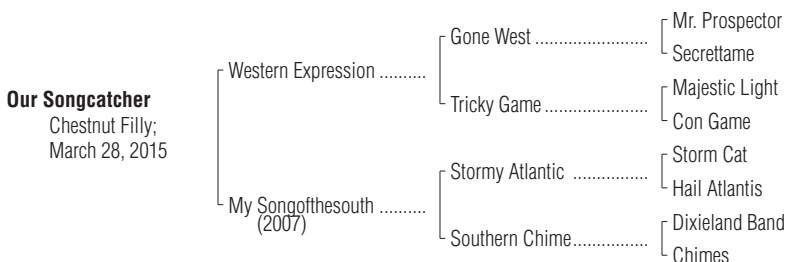 Mr. Prospector
Gone West ........................
Secrettame
Western Expression ..........
Majestic Light
Tricky Game ......................
Con Game
Our Songcatcher
Chestnut Filly;
March 28, 2015
Storm Cat
Stormy Atlantic ................
Hail Atlantis
My Songofthesouth ..........
(2007)
Dixieland Band
Southern Chime................
Chimes